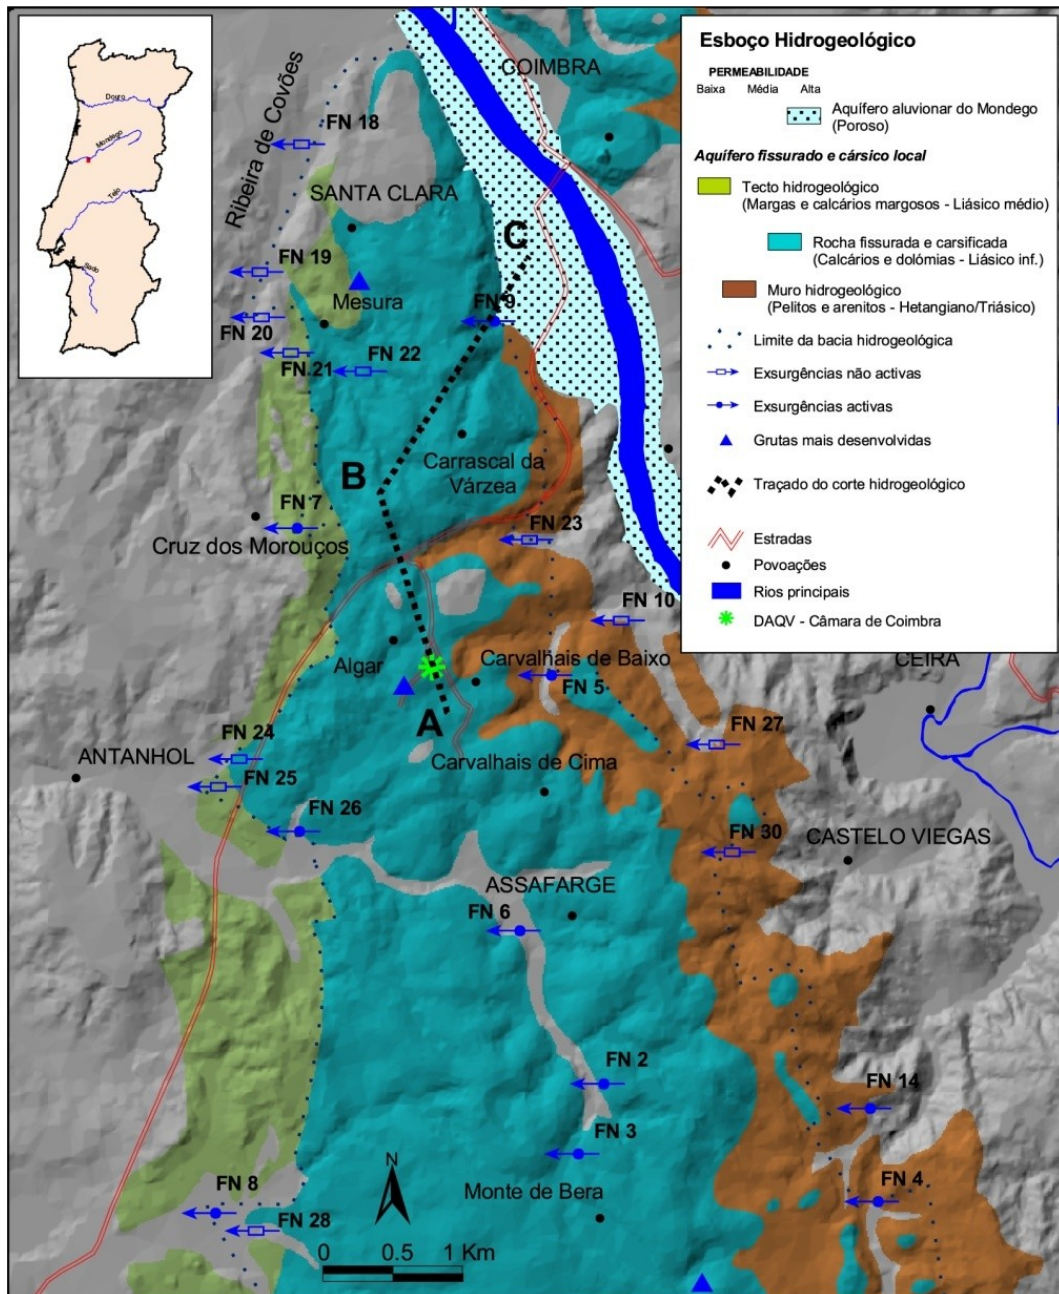 Douro
Mondego
Tejo
Sado
Esboço Hidrogeológico
PERMEABILIDADE
Baixa Média Alta
Aquífero aluvionar do Mondego
(Poroso)
Aquífero fissurado e cársico local
Tecto hidrogeológico
(Margas e calcários margosos - Liásico médio)
Rocha fissurada e carsificada
(Calcários e dolómias - Liásico inf.)
Muro hidrogeológico
(Pelitos e arenitos - Hetangiano/Triásico)
Limite da bacia hidrogeológica
Exsurgências não activas
Exsurgências activas
Grutas mais desenvolvidas
Traçado do corte hidrogeológico
Estradas
Povoações
Rios principais
DAQV - Câmara de Coimbra
COIMBRA
Ribeira de Covões
FN 18
SANTA CLARA
C
FN 19
Mesura
FN 9
FN 20
FN 21
FN 22
B
Carrascal da
Várzea
FN 7
Cruz dos Morouços
FN 23
FN 10
Algar
Carvalhais de Baixo
FN 5
CEIRA
A
FN 24
FN 27
ANTANHOL
Carvalhais de Cima
FN 25
FN 26
FN 30
CASTELO VIEGAS
ASSAFARGE
FN 6
FN 2
FN 14
FN 3
FN 8
Monte de Bera
FN 4
FN 28
N
0 0.5 1 Km